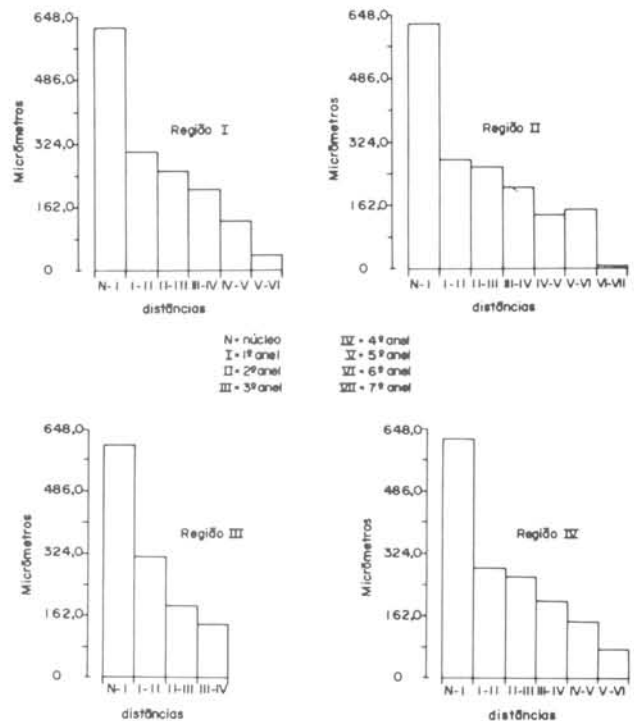 648,0
486,0
324,0
162,0
0
Micrômetros
Região I
N-I I-II II-III III-IV IV-V V-VI
distâncias
648,0
486,0
324,0
162,0
0
Micrômetros
Região II
N-I I-II II-III III-IV IV-V V-VI VI-VII
distâncias
N = núcleo
I = 1º anel
II = 2º anel
III = 3º anel
IV = 4º anel
V = 5º anel
VI = 6º anel
VII = 7º anel
648,0
486,0
324,0
162,0
0
Micrômetros
Região III
N-I I-II II-III III-IV
distâncias
648,0
486,0
324,0
162,0
0
Micrômetros
Região IV
N-I I-II II-III III-IV IV-V V-VI
distâncias